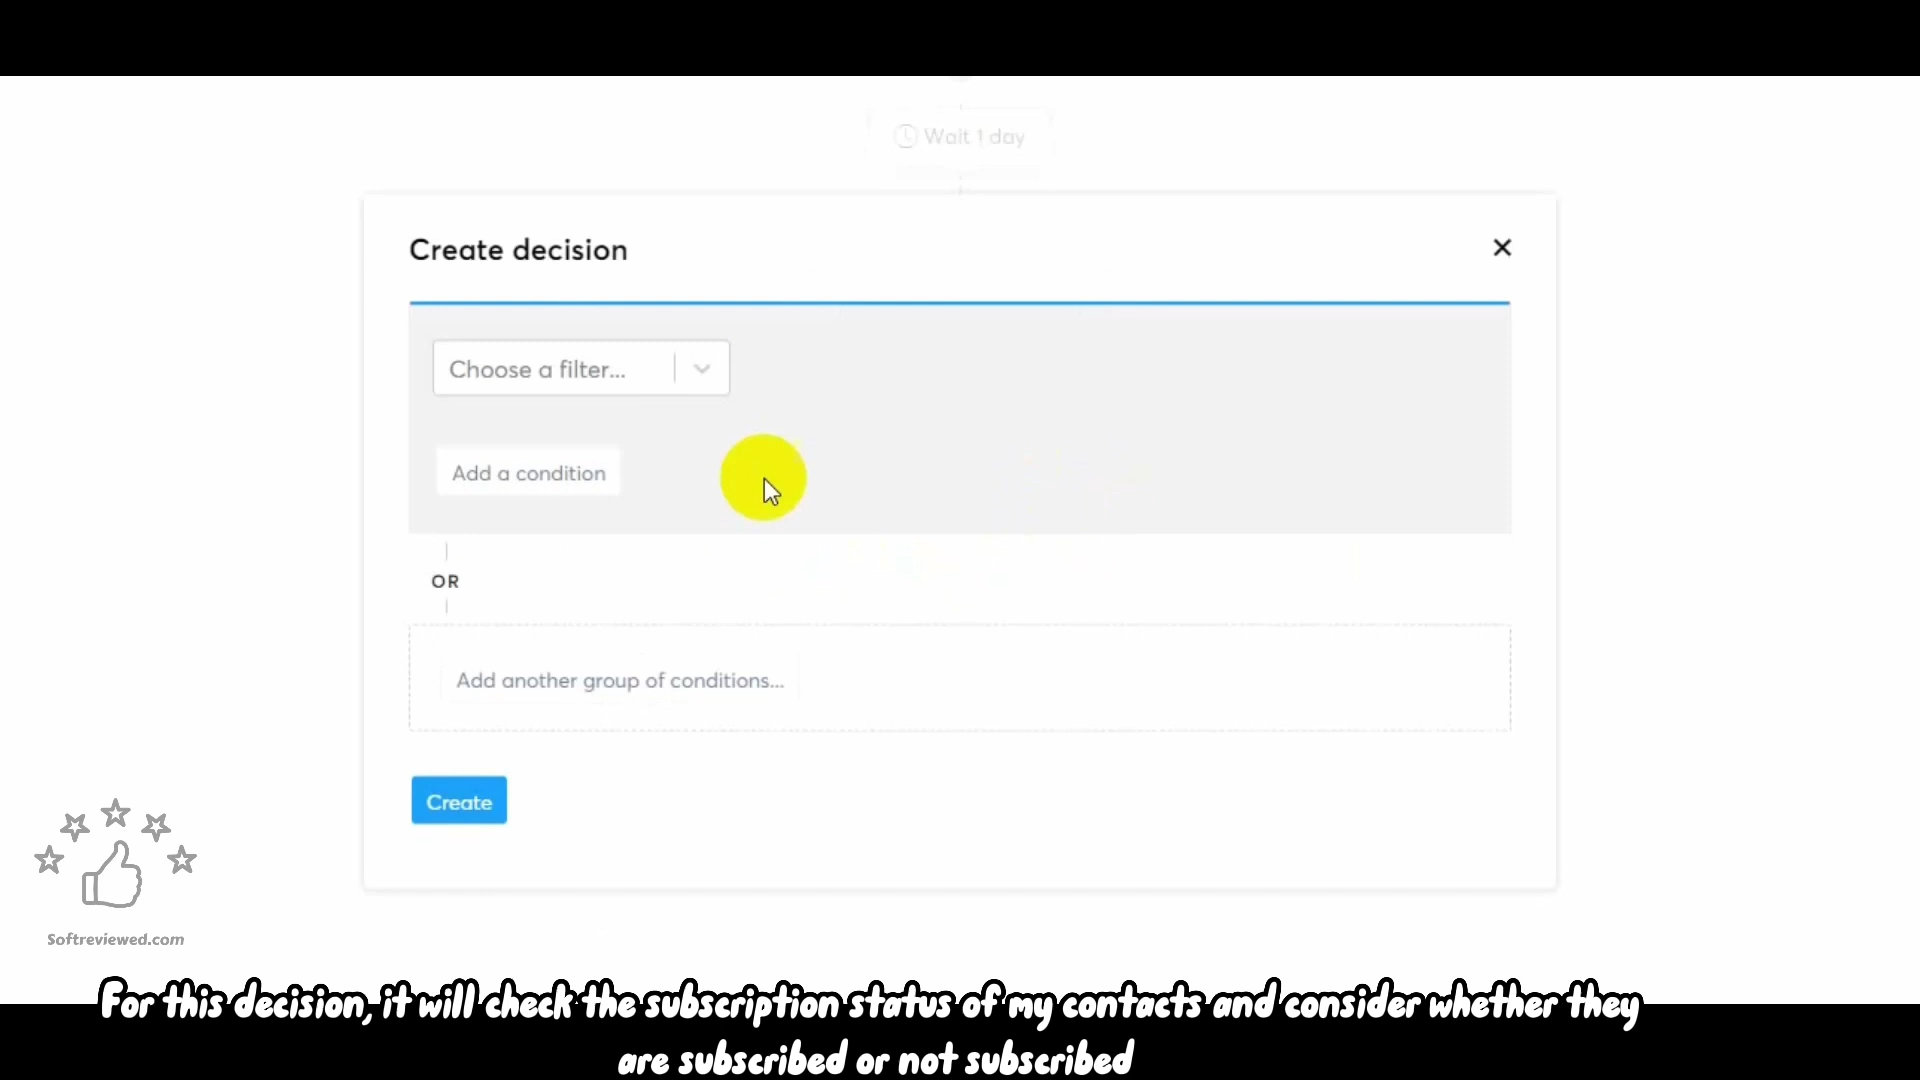 Wait 1 day
Create decision
Choose a filter...
Add a condition
OR
Add another group of conditions...
Create
Softreviewed.com
For this decision, it will check the subscription status of my contacts and consider whether they
are subscribed or not subscribed